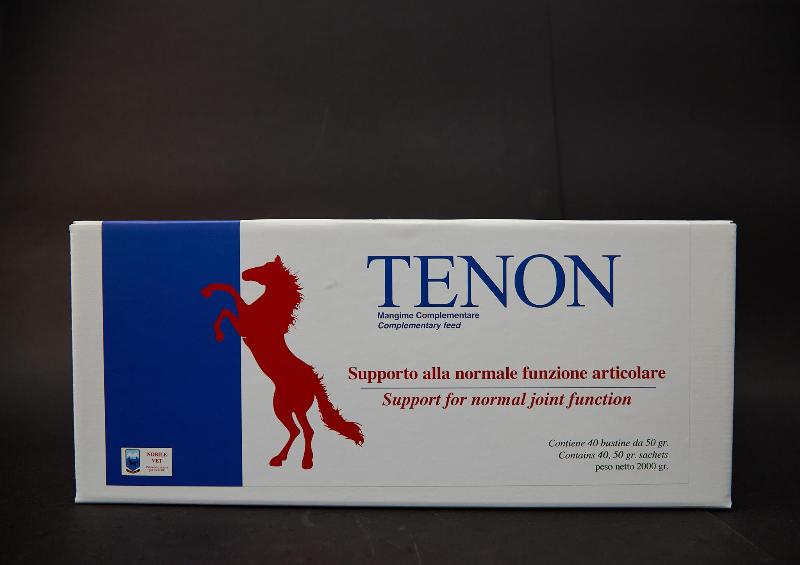 TENON
Mangime Complementare
Complementary feed
Supporto alla normale funzione articolare
Support for normal joint function
Contiene 40 bustine da 50 gr.
Contains 40, 50 gr. sachets
peso netto 2000 gr.
NOBILE
VET